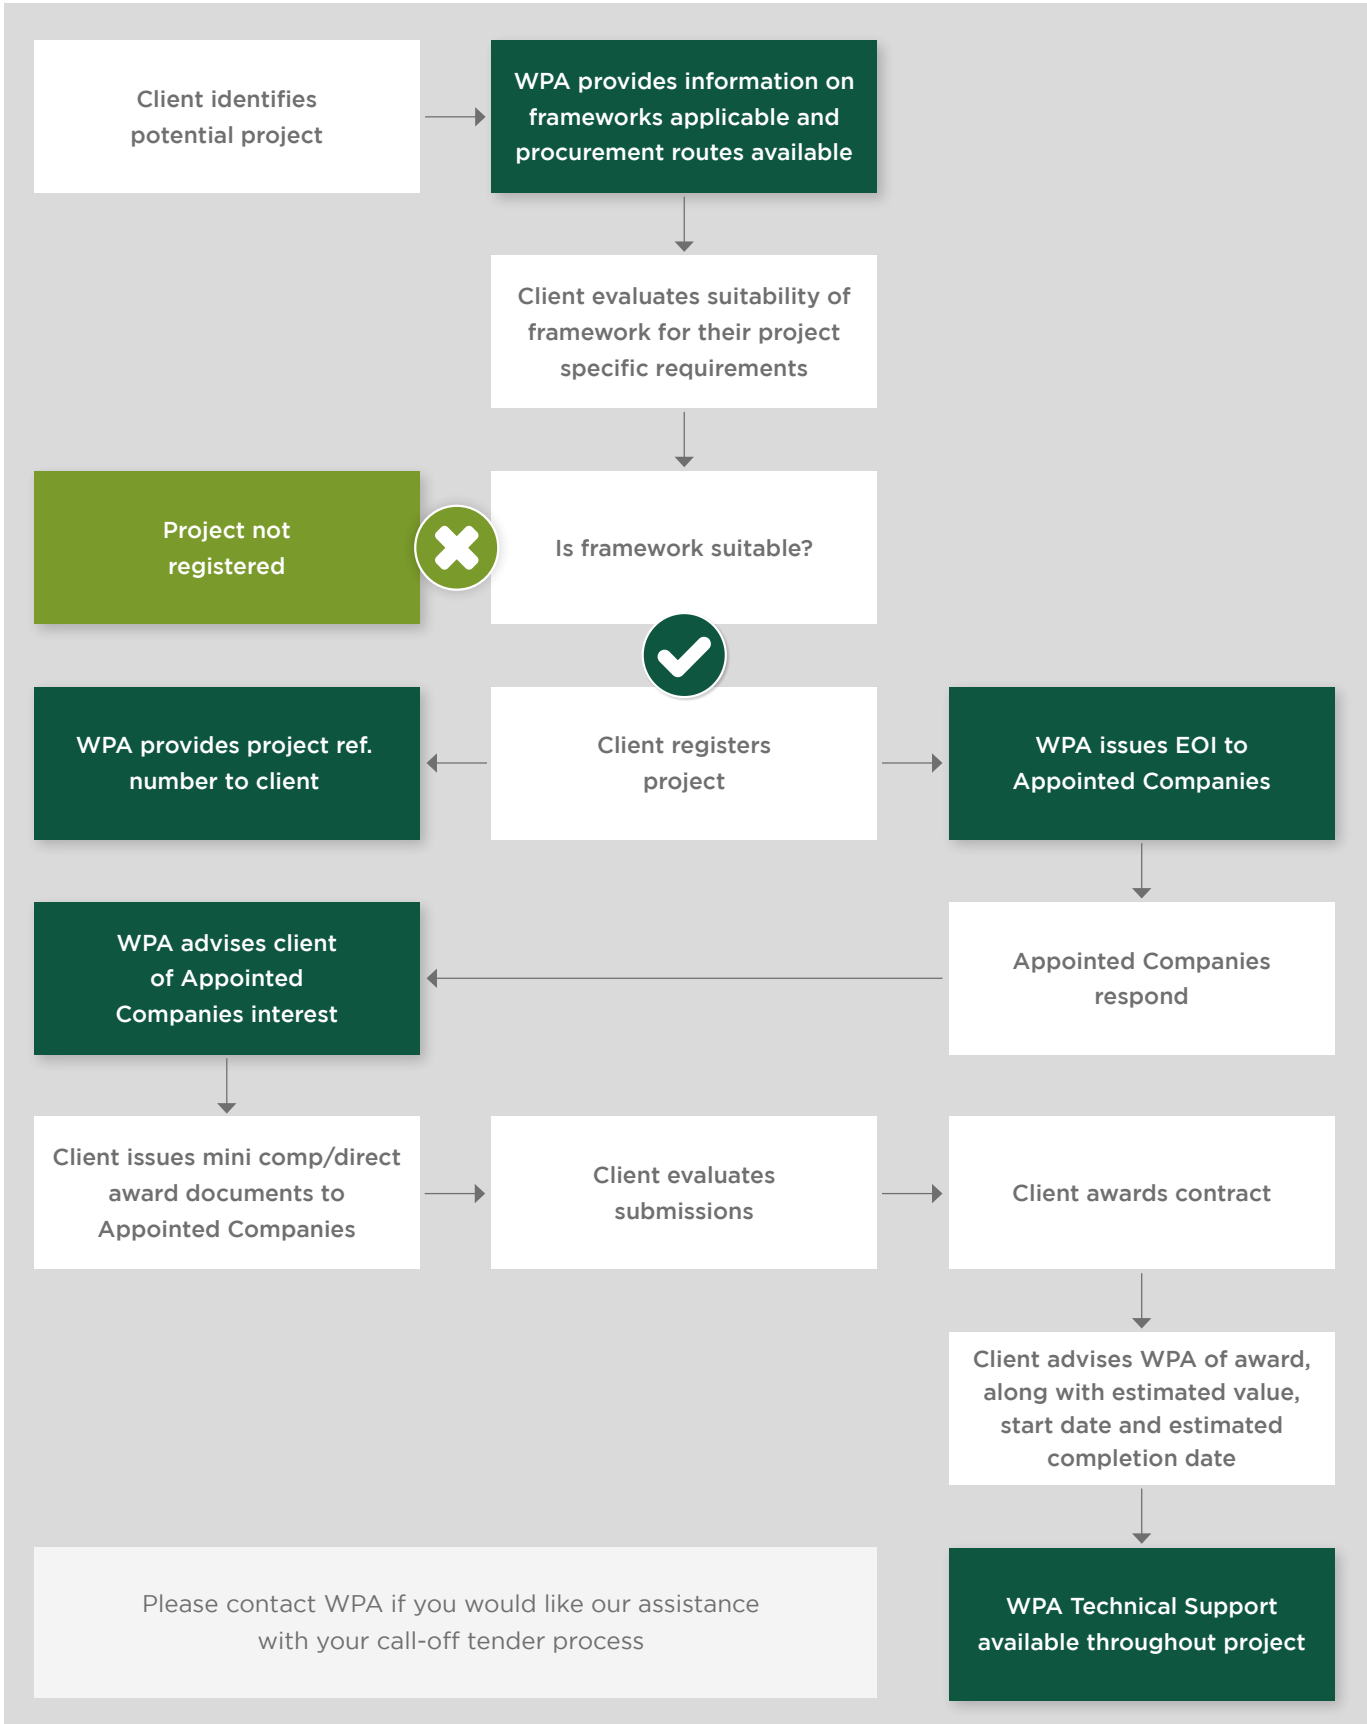 Client identifies
potential project
WPA provides information on
frameworks applicable and
procurement routes available
Client evaluates suitability of
framework for their project
specific requirements
Project not
registered
Is framework suitable?
WPA provides project ref.
number to client
Client registers
project
WPA issues EOI to
Appointed Companies
WPA advises client
of Appointed
Companies interest
Appointed Companies
respond
Client issues mini comp/direct
award documents to
Appointed Companies
Client evaluates
submissions
Client awards contract
Client advises WPA of award,
along with estimated value,
start date and estimated
completion date
Please contact WPA if you would like our assistance
with your call-off tender process
WPA Technical Support
available throughout project